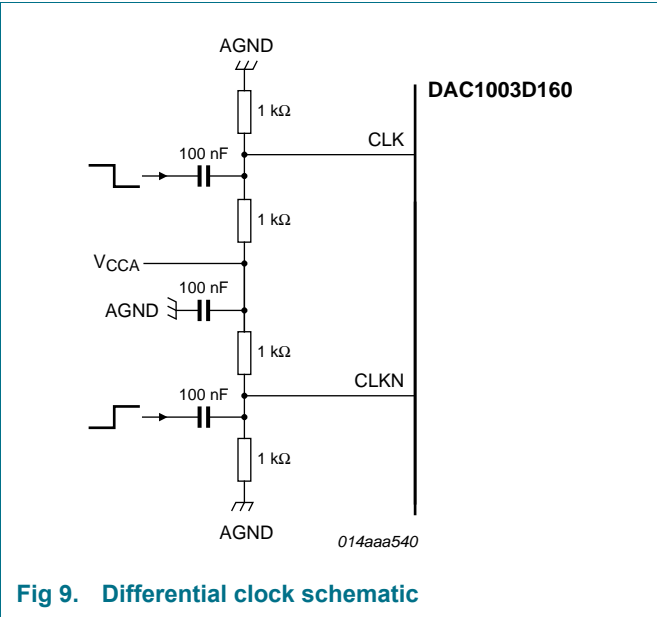 AGND
DAC1003D160
1 kΩ
CLK
100 nF
1 kΩ
VCCA
100 nF
AGND
1 kΩ
CLKN
100 nF
1 kΩ
AGND
014aaa540
Fig 9. Differential clock schematic